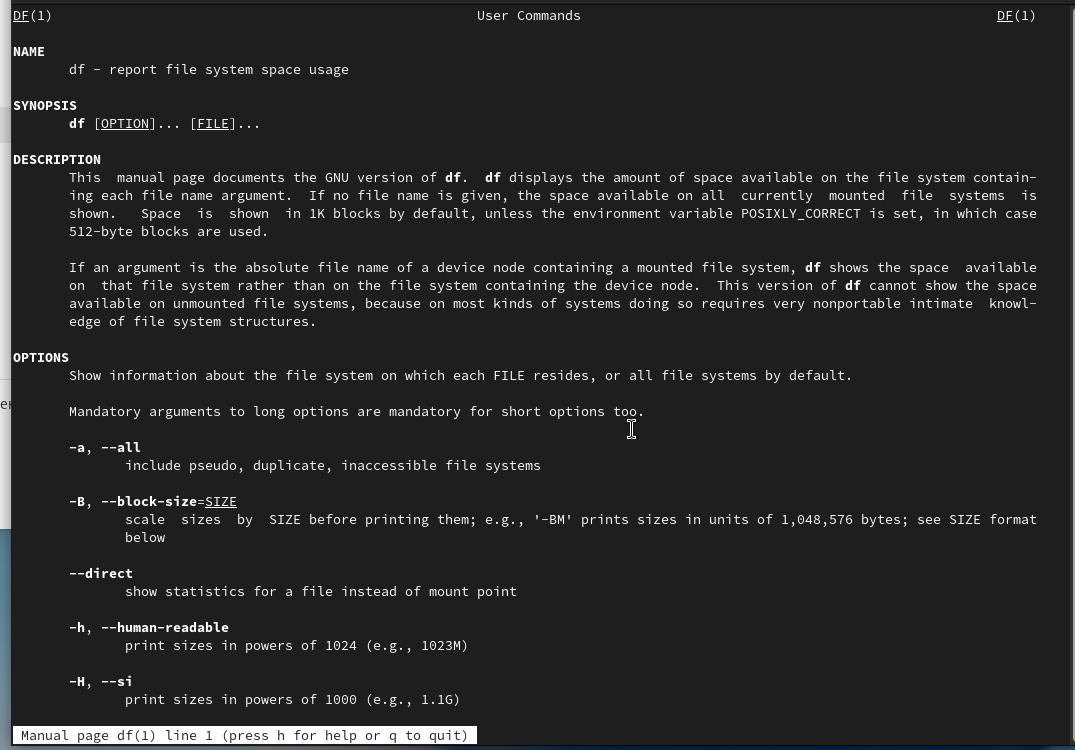 DF(1) User Commands DF(1)
NAME
df - report file system space usage
SYNOPSIS
df [OPTION]... [FILE]...
DESCRIPTION
This manual page documents the GNU version of df. df displays the amount of space available on the file system contain-
ing each file name argument. If no file name is given, the space available on all currently mounted file systems is
shown. Space is shown in 1K blocks by default, unless the environment variable POSIXLY_CORRECT is set, in which case
512-byte blocks are used.
If an argument is the absolute file name of a device node containing a mounted file system, df shows the space available
on that file system rather than on the file system containing the device node. This version of df cannot show the space
available on unmounted file systems, because on most kinds of systems doing so requires very nonportable intimate knowl-
edge of file system structures.
OPTIONS
Show information about the file system on which each FILE resides, or all file systems by default.
Mandatory arguments to long options are mandatory for short options too.
-a, --all
include pseudo, duplicate, inaccessible file systems
-B, --block-size=SIZE
scale sizes by SIZE before printing them; e.g., '-BM' prints sizes in units of 1,048,576 bytes; see SIZE format
below
--direct
show statistics for a file instead of mount point
-h, --human-readable
print sizes in powers of 1024 (e.g., 1023M)
-H, --si
print sizes in powers of 1000 (e.g., 1.1G)
Manual page df(1) line 1 (press h for help or q to quit)